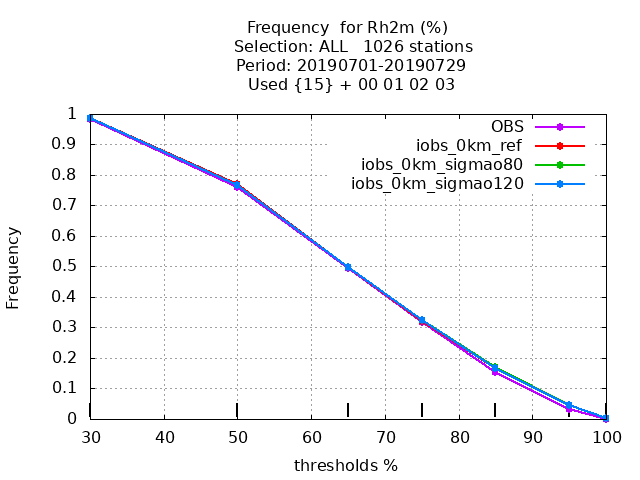 Frequency  for Rh2m (%)
Selection: ALL   1026 stations
Period: 20190701-20190729
Used {15} + 00 01 02 03
OBS
iobs_0km_ref
iobs_0km_sigmao80
iobs_0km_sigmao120
1
0.9
0.8
0.7
0.6
0.5
0.4
0.3
0.2
0.1
0
Frequency
30 40 50 60 70 80 90 100
thresholds %